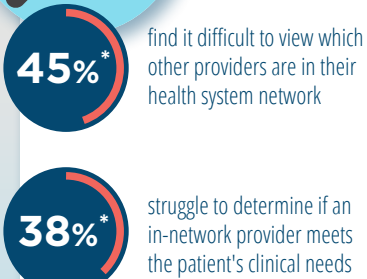 45%*
find it difficult to view which
other providers are in their
health system network
38%*
struggle to determine if an
in-network provider meets
the patient's clinical needs